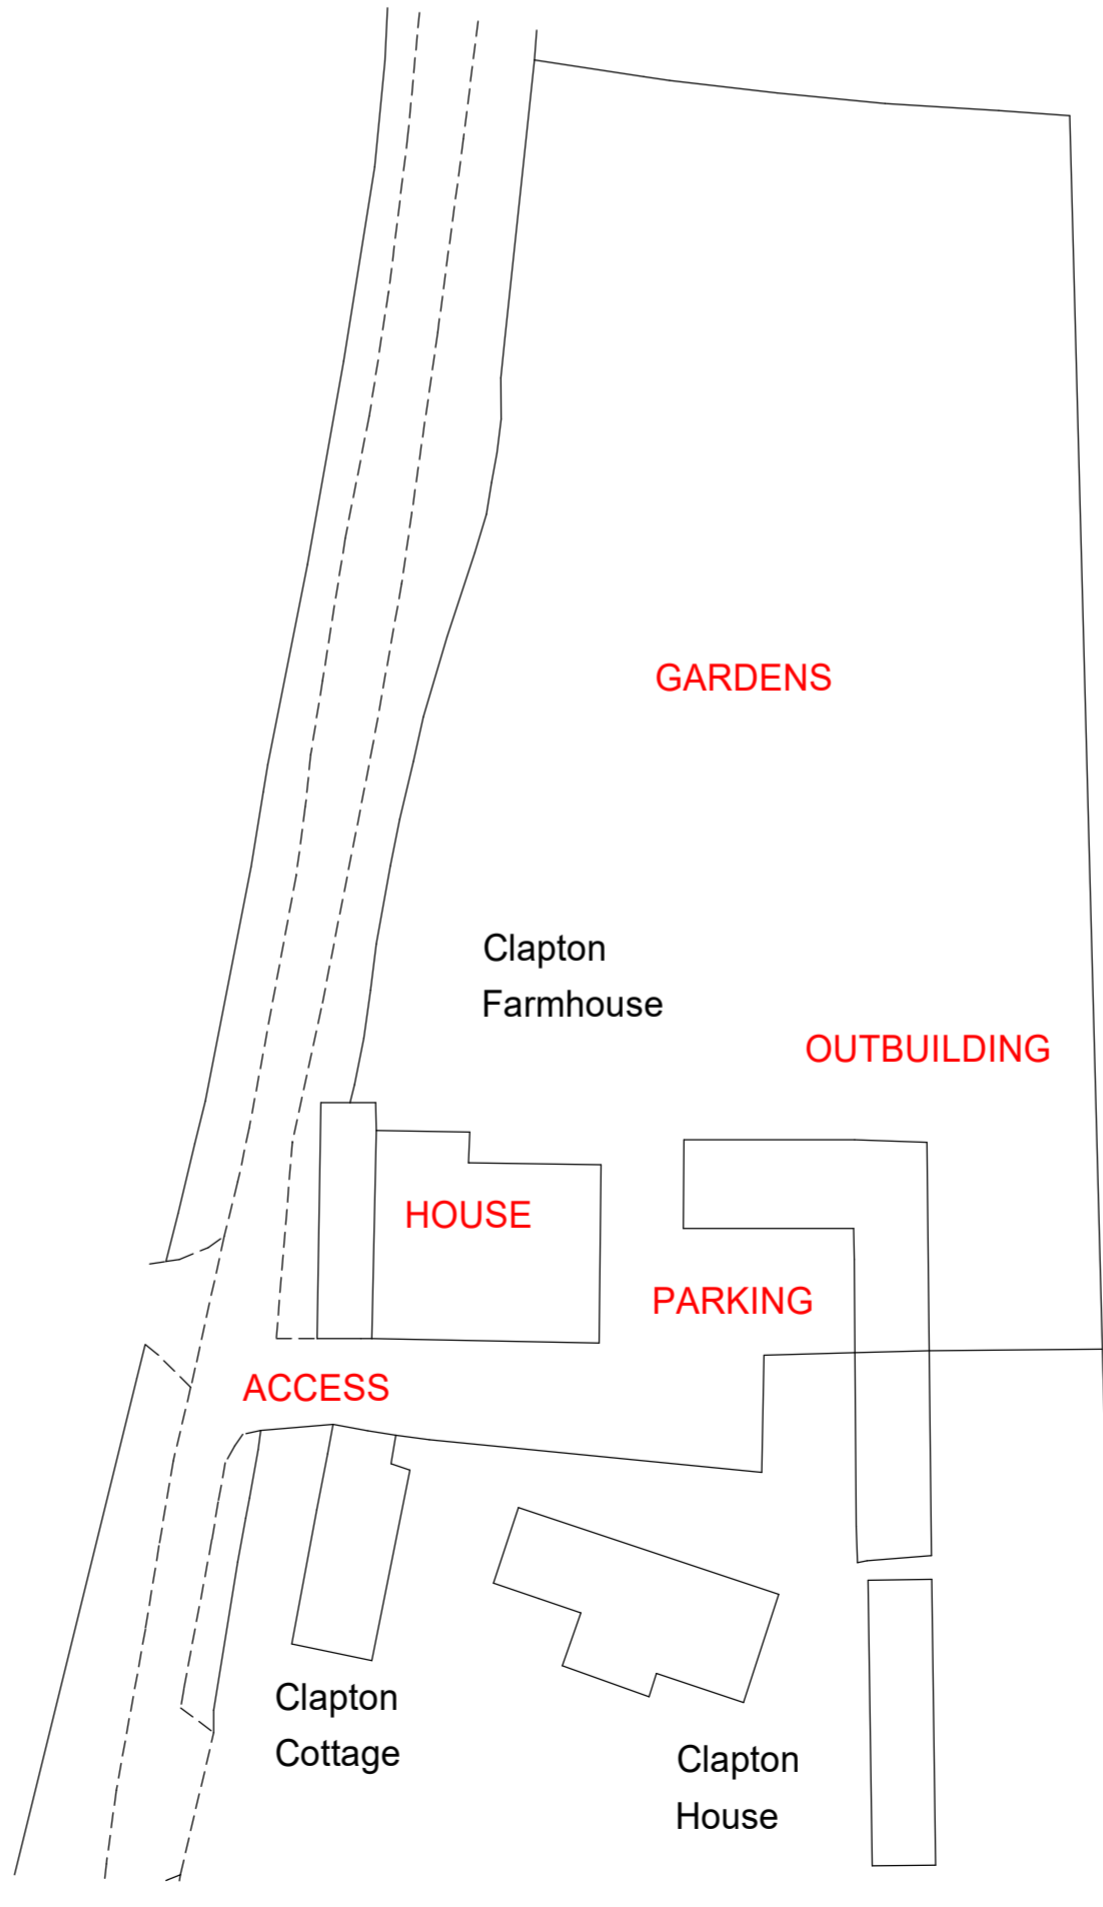 GARDENS
Clapton
Farmhouse
OUTBUILDING
HOUSE
PARKING
ACCESS
Clapton
Cottage
Clapton
House